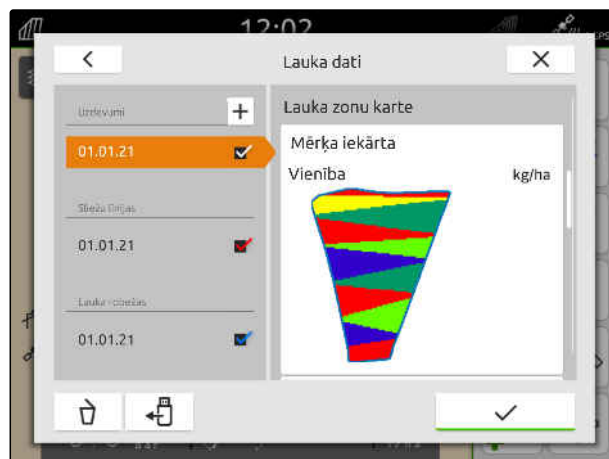 12:02
Lauka dati
Uzdevumi
01.01.21
Sliežu līnijas
01.01.21
Lauka robežas
01.01.21
Lauka zonu karte
Mērķa iekārta
Vienība kg/ha